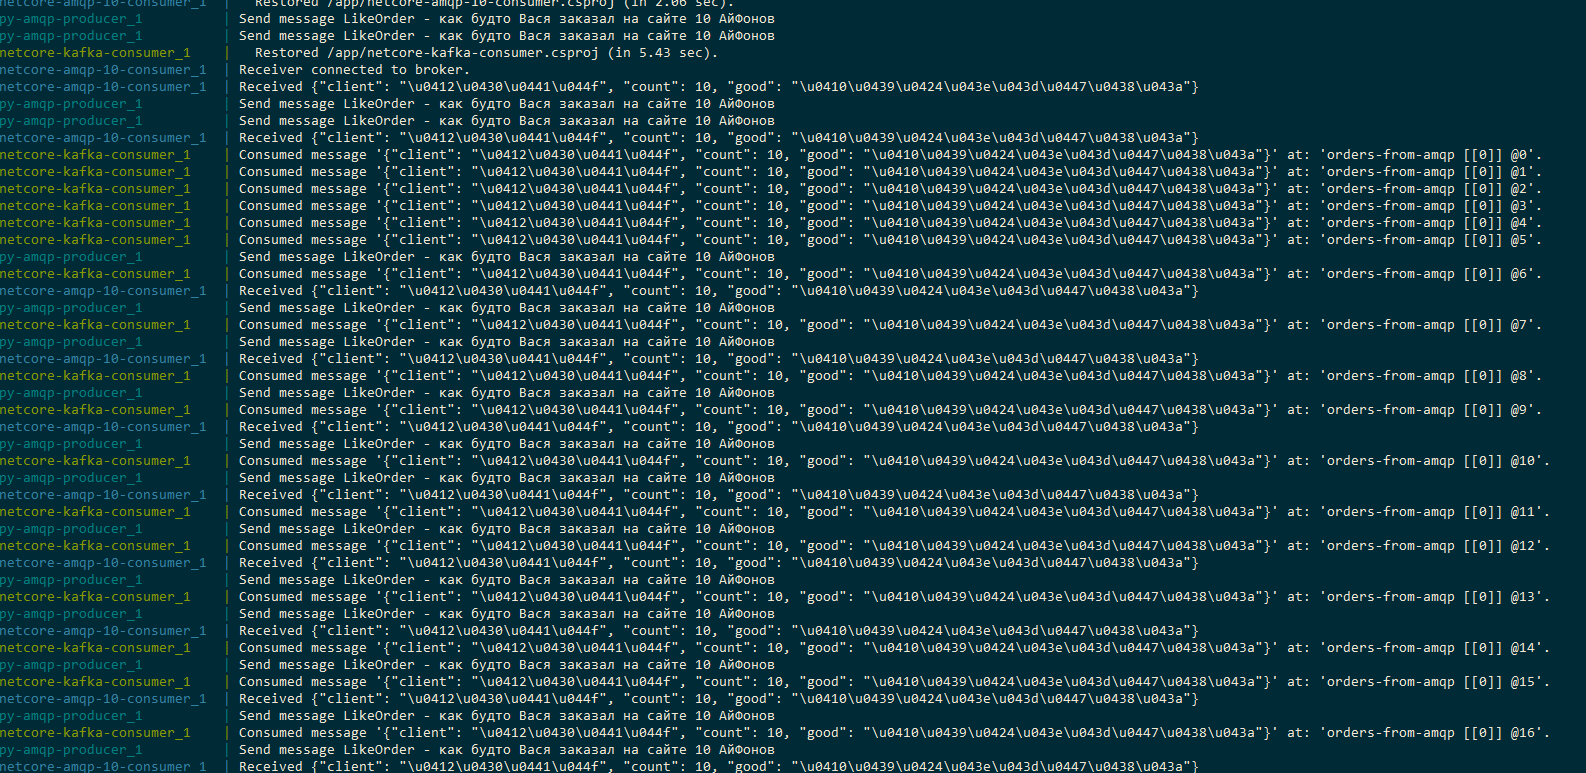 netcore-amqp-10-consumer_1 | Restored /app/netcore-amqp-10-consumer.csproj (in 2.06 sec).
py-amqp-producer_1 | Send message LikeOrder - как будто Вася заказал на сайте 10 АйФонов
py-amqp-producer_1 | Send message LikeOrder - как будто Вася заказал на сайте 10 АйФонов
netcore-kafka-consumer_1 | Restored /app/netcore-kafka-consumer.csproj (in 5.43 sec).
netcore-amqp-10-consumer_1 | Receiver connected to broker.
netcore-amqp-10-consumer_1 | Received {"client": "\u0412\u0430\u0441\u044f", "count": 10, "good": "\u0410\u0439\u0424\u043e\u043d\u0447\u0438\u043a"}
py-amqp-producer_1 | Send message LikeOrder - как будто Вася заказал на сайте 10 АйФонов
py-amqp-producer_1 | Send message LikeOrder - как будто Вася заказал на сайте 10 АйФонов
netcore-amqp-10-consumer_1 | Received {"client": "\u0412\u0430\u0441\u044f", "count": 10, "good": "\u0410\u0439\u0424\u043e\u043d\u0447\u0438\u043a"}
netcore-kafka-consumer_1 | Consumed message '{"client": "\u0412\u0430\u0441\u044f", "count": 10, "good": "\u0410\u0439\u0424\u043e\u043d\u0447\u0438\u043a"}' at: 'orders-from-amqp [[0]] @0'.
netcore-kafka-consumer_1 | Consumed message '{"client": "\u0412\u0430\u0441\u044f", "count": 10, "good": "\u0410\u0439\u0424\u043e\u043d\u0447\u0438\u043a"}' at: 'orders-from-amqp [[0]] @1'.
netcore-kafka-consumer_1 | Consumed message '{"client": "\u0412\u0430\u0441\u044f", "count": 10, "good": "\u0410\u0439\u0424\u043e\u043d\u0447\u0438\u043a"}' at: 'orders-from-amqp [[0]] @2'.
netcore-kafka-consumer_1 | Consumed message '{"client": "\u0412\u0430\u0441\u044f", "count": 10, "good": "\u0410\u0439\u0424\u043e\u043d\u0447\u0438\u043a"}' at: 'orders-from-amqp [[0]] @3'.
netcore-kafka-consumer_1 | Consumed message '{"client": "\u0412\u0430\u0441\u044f", "count": 10, "good": "\u0410\u0439\u0424\u043e\u043d\u0447\u0438\u043a"}' at: 'orders-from-amqp [[0]] @4'.
netcore-kafka-consumer_1 | Consumed message '{"client": "\u0412\u0430\u0441\u044f", "count": 10, "good": "\u0410\u0439\u0424\u043e\u043d\u0447\u0438\u043a"}' at: 'orders-from-amqp [[0]] @5'.
py-amqp-producer_1 | Send message LikeOrder - как будто Вася заказал на сайте 10 АйФонов
netcore-kafka-consumer_1 | Consumed message '{"client": "\u0412\u0430\u0441\u044f", "count": 10, "good": "\u0410\u0439\u0424\u043e\u043d\u0447\u0438\u043a"}' at: 'orders-from-amqp [[0]] @6'.
netcore-amqp-10-consumer_1 | Received {"client": "\u0412\u0430\u0441\u044f", "count": 10, "good": "\u0410\u0439\u0424\u043e\u043d\u0447\u0438\u043a"}
py-amqp-producer_1 | Send message LikeOrder - как будто Вася заказал на сайте 10 АйФонов
netcore-kafka-consumer_1 | Consumed message '{"client": "\u0412\u0430\u0441\u044f", "count": 10, "good": "\u0410\u0439\u0424\u043e\u043d\u0447\u0438\u043a"}' at: 'orders-from-amqp [[0]] @7'.
py-amqp-producer_1 | Send message LikeOrder - как будто Вася заказал на сайте 10 АйФонов
netcore-amqp-10-consumer_1 | Received {"client": "\u0412\u0430\u0441\u044f", "count": 10, "good": "\u0410\u0439\u0424\u043e\u043d\u0447\u0438\u043a"}
netcore-kafka-consumer_1 | Consumed message '{"client": "\u0412\u0430\u0441\u044f", "count": 10, "good": "\u0410\u0439\u0424\u043e\u043d\u0447\u0438\u043a"}' at: 'orders-from-amqp [[0]] @8'.
py-amqp-producer_1 | Send message LikeOrder - как будто Вася заказал на сайте 10 АйФонов
netcore-kafka-consumer_1 | Consumed message '{"client": "\u0412\u0430\u0441\u044f", "count": 10, "good": "\u0410\u0439\u0424\u043e\u043d\u0447\u0438\u043a"}' at: 'orders-from-amqp [[0]] @9'.
netcore-amqp-10-consumer_1 | Received {"client": "\u0412\u0430\u0441\u044f", "count": 10, "good": "\u0410\u0439\u0424\u043e\u043d\u0447\u0438\u043a"}
py-amqp-producer_1 | Send message LikeOrder - как будто Вася заказал на сайте 10 АйФонов
netcore-kafka-consumer_1 | Consumed message '{"client": "\u0412\u0430\u0441\u044f", "count": 10, "good": "\u0410\u0439\u0424\u043e\u043d\u0447\u0438\u043a"}' at: 'orders-from-amqp [[0]] @10'.
py-amqp-producer_1 | Send message LikeOrder - как будто Вася заказал на сайте 10 АйФонов
netcore-amqp-10-consumer_1 | Received {"client": "\u0412\u0430\u0441\u044f", "count": 10, "good": "\u0410\u0439\u0424\u043e\u043d\u0447\u0438\u043a"}
netcore-kafka-consumer_1 | Consumed message '{"client": "\u0412\u0430\u0441\u044f", "count": 10, "good": "\u0410\u0439\u0424\u043e\u043d\u0447\u0438\u043a"}' at: 'orders-from-amqp [[0]] @11'.
py-amqp-producer_1 | Send message LikeOrder - как будто Вася заказал на сайте 10 АйФонов
netcore-kafka-consumer_1 | Consumed message '{"client": "\u0412\u0430\u0441\u044f", "count": 10, "good": "\u0410\u0439\u0424\u043e\u043d\u0447\u0438\u043a"}' at: 'orders-from-amqp [[0]] @12'.
netcore-amqp-10-consumer_1 | Received {"client": "\u0412\u0430\u0441\u044f", "count": 10, "good": "\u0410\u0439\u0424\u043e\u043d\u0447\u0438\u043a"}
py-amqp-producer_1 | Send message LikeOrder - как будто Вася заказал на сайте 10 АйФонов
netcore-kafka-consumer_1 | Consumed message '{"client": "\u0412\u0430\u0441\u044f", "count": 10, "good": "\u0410\u0439\u0424\u043e\u043d\u0447\u0438\u043a"}' at: 'orders-from-amqp [[0]] @13'.
py-amqp-producer_1 | Send message LikeOrder - как будто Вася заказал на сайте 10 АйФонов
netcore-amqp-10-consumer_1 | Received {"client": "\u0412\u0430\u0441\u044f", "count": 10, "good": "\u0410\u0439\u0424\u043e\u043d\u0447\u0438\u043a"}
netcore-kafka-consumer_1 | Consumed message '{"client": "\u0412\u0430\u0441\u044f", "count": 10, "good": "\u0410\u0439\u0424\u043e\u043d\u0447\u0438\u043a"}' at: 'orders-from-amqp [[0]] @14'.
py-amqp-producer_1 | Send message LikeOrder - как будто Вася заказал на сайте 10 АйФонов
netcore-kafka-consumer_1 | Consumed message '{"client": "\u0412\u0430\u0441\u044f", "count": 10, "good": "\u0410\u0439\u0424\u043e\u043d\u0447\u0438\u043a"}' at: 'orders-from-amqp [[0]] @15'.
netcore-amqp-10-consumer_1 | Received {"client": "\u0412\u0430\u0441\u044f", "count": 10, "good": "\u0410\u0439\u0424\u043e\u043d\u0447\u0438\u043a"}
py-amqp-producer_1 | Send message LikeOrder - как будто Вася заказал на сайте 10 АйФонов
netcore-kafka-consumer_1 | Consumed message '{"client": "\u0412\u0430\u0441\u044f", "count": 10, "good": "\u0410\u0439\u0424\u043e\u043d\u0447\u0438\u043a"}' at: 'orders-from-amqp [[0]] @16'.
py-amqp-producer_1 | Send message LikeOrder - как будто Вася заказал на сайте 10 АйФонов
netcore-amqp-10-consumer_1 | Received {"client": "\u0412\u0430\u0441\u044f", "count": 10, "good": "\u0410\u0439\u0424\u043e\u043d\u0447\u0438\u043a"}